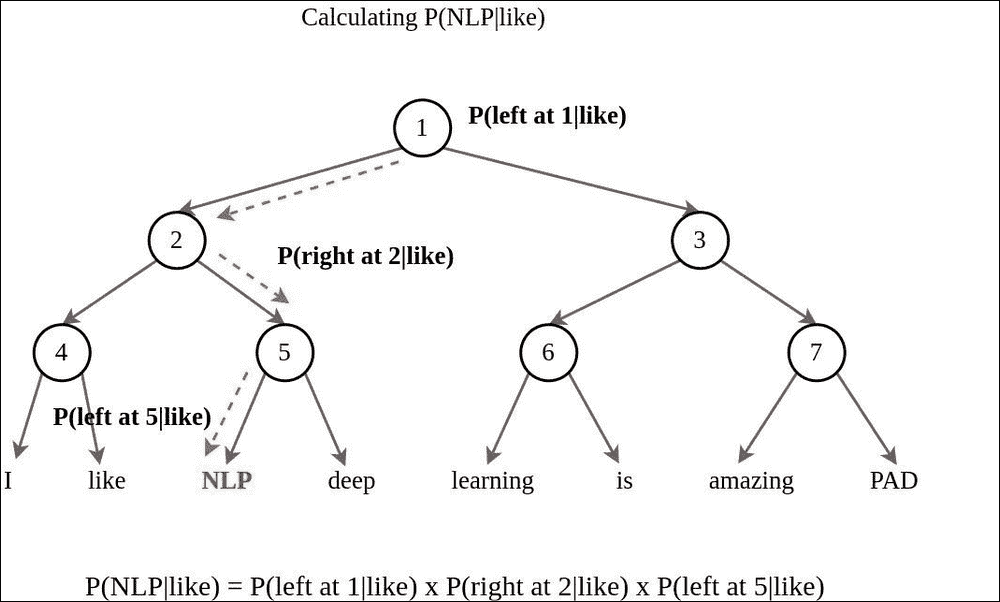 Calculating P(NLP|like)
1
P(left at 1|like)
2
3
P(right at 2|like)
4
5
6
7
P(left at 5|like)
I
like
NLP
deep
learning
is
amazing
PAD
P(NLP|like) = P(left at 1|like) x P(right at 2|like) x P(left at 5|like)